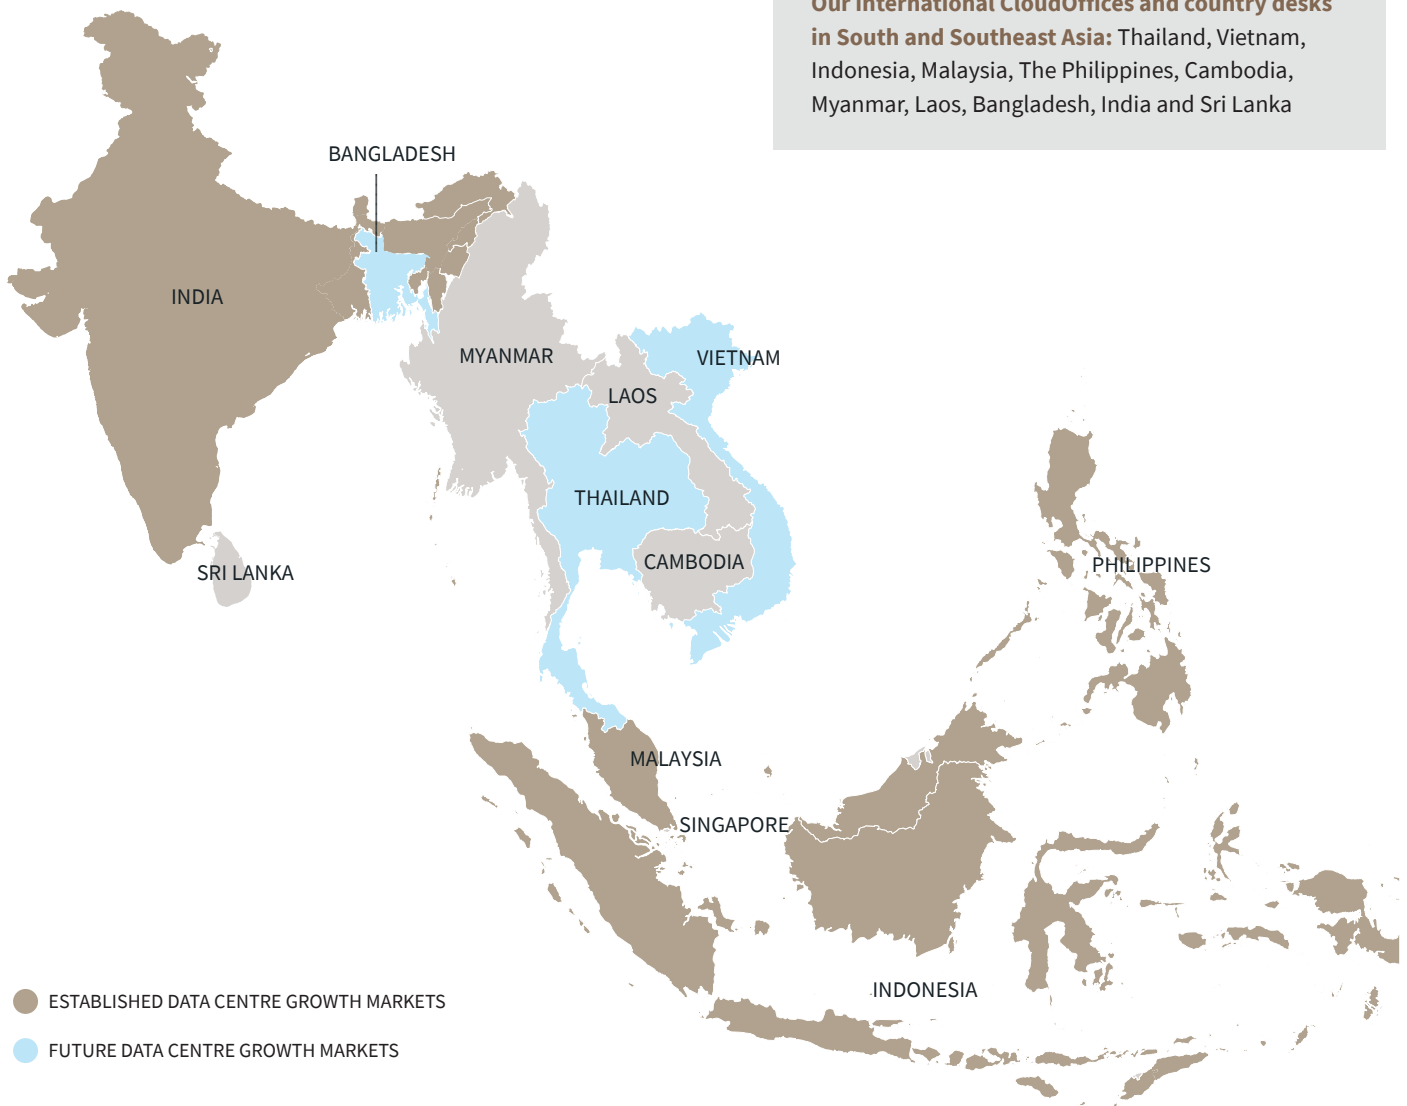 Our International CloudOffices and country desks
in South and Southeast Asia: Thailand, Vietnam,
Indonesia, Malaysia, The Philippines, Cambodia,
Myanmar, Laos, Bangladesh, India and Sri Lanka
BANGLADESH
INDIA
MYANMAR
VIETNAM
LAOS
THAILAND
CAMBODIA
PHILIPPINES
SRI LANKA
MALAYSIA
SINGAPORE
INDONESIA
ESTABLISHED DATA CENTRE GROWTH MARKETS
FUTURE DATA CENTRE GROWTH MARKETS